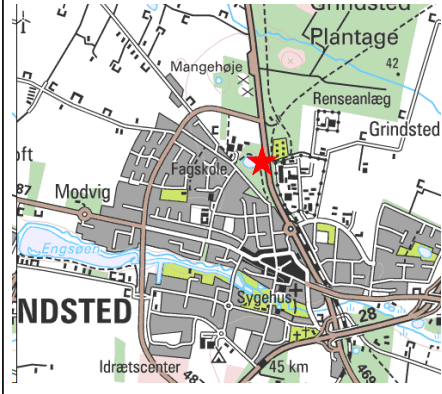 Grindsted
Plantage
Mangehøje
42
Renseanlæg
Grindsted
oft
Fagskole
87
Modvig
Engsøen
Sygehus
NDSTED
28
Idrætscenter
48
45 km
469